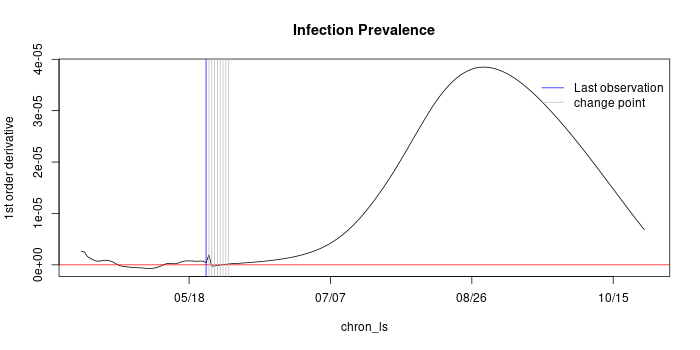 Infection Prevalence
1st order derivative
4e-05
3e-05
2e-05
1e-05
0e+00
Last observation
change point
05/18
07/07
08/26
10/15
chron_ls